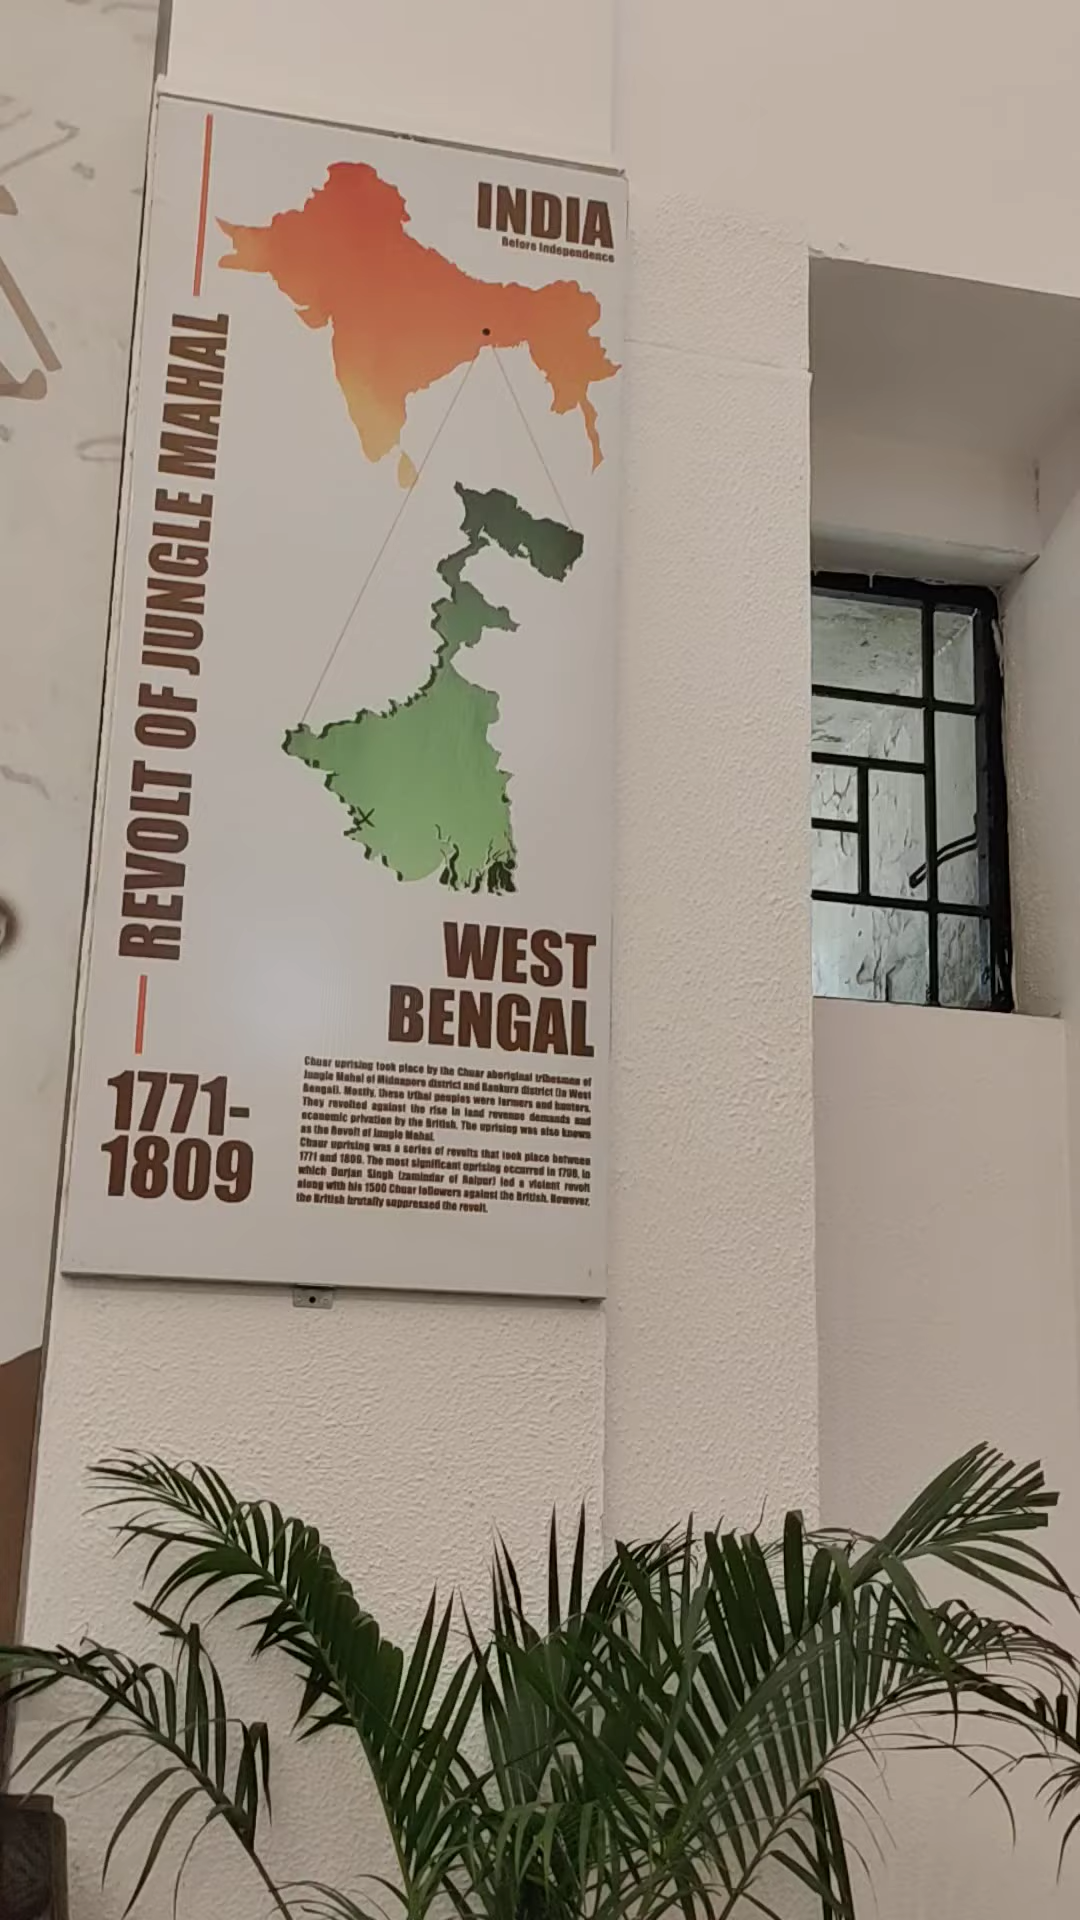 INDIA
Before Independence
REVOLT OF JUNGLE MAHAL
WEST
BENGAL
1771-
1809
Chuar uprising took place by the Chuar aboriginal tribesmen of
Jungle Mahal of Midnapore district and Bankura district (in West
Bengal). Mostly, these tribal peoples were farmers and hunters.
They revolted against the rise in land revenue demands and
economic privation by the British. The uprising was also known
as the Revolt of Jungle Mahal.
Chaur uprising was a series of revolts that took place between
1771 and 1809. The most significant uprising occurred in 1798, in
which Durjan Singh (zamindar of Raipur) led a violent revolt
along with his 1500 Chuar followers against the British. However,
the British brutally suppressed the revolt.